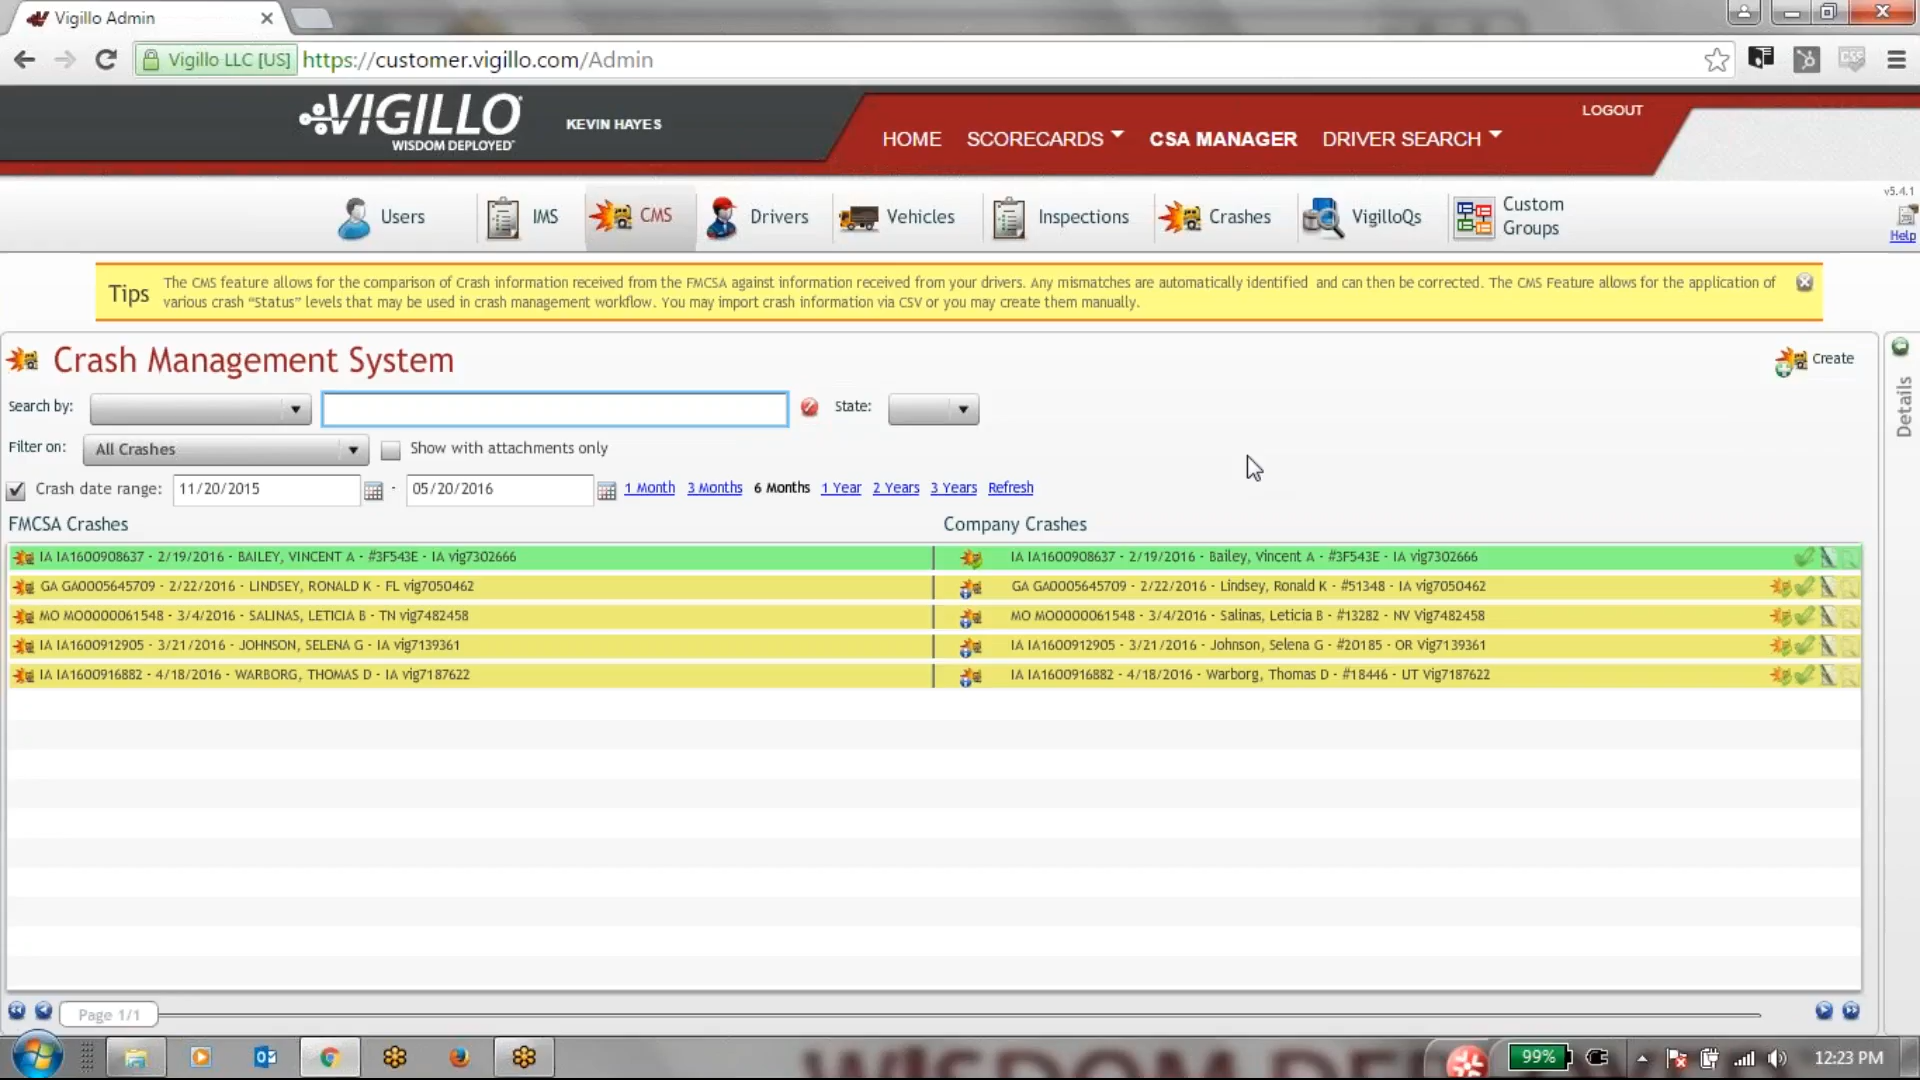 Vigillo Admin
Vigillo LLC [US] https://customer.vigillo.com/Admin
VIGILLO
WISDOM DEPLOYED
KEVIN HAYES
LOGOUT
HOME SCORECARDS CSA MANAGER DRIVER SEARCH
Users IMS CMS Drivers Vehicles Inspections Crashes VigilloQs Custom Groups
v5.4.1
Help
Tips
The CMS feature allows for the comparison of Crash information received from the FMCSA against information received from your drivers. Any mismatches are automatically identified and can then be corrected. The CMS Feature allows for the application of
various crash “Status” levels that may be used in crash management workflow. You may import crash information via CSV or you may create them manually.
Crash Management System
Create
Details
Search by: State:
Filter on: All Crashes Show with attachments only
Crash date range: 11/20/2015 - 05/20/2016 1 Month 3 Months 6 Months 1 Year 2 Years 3 Years Refresh
FMCSA Crashes Company Crashes
IA IA1600908637 - 2/19/2016 - BAILEY, VINCENT A - #3F543E - IA vig7302666 IA IA1600908637 - 2/19/2016 - Bailey, Vincent A - #3F543E - IA vig7302666
GA GA0005645709 - 2/22/2016 - LINDSEY, RONALD K - FL vig7050462 GA GA0005645709 - 2/22/2016 - Lindsey, Ronald K - #51348 - IA vig7050462
MO MO0000061548 - 3/4/2016 - SALINAS, LETICIA B - TN vig7482458 MO MO0000061548 - 3/4/2016 - Salinas, Leticia B - #13282 - NV Vig7482458
IA IA1600912905 - 3/21/2016 - JOHNSON, SELENA G - IA vig7139361 IA IA1600912905 - 3/21/2016 - Johnson, Selena G - #20185 - OR Vig7139361
IA IA1600916882 - 4/18/2016 - WARBORG, THOMAS D - IA vig7187622 IA IA1600916882 - 4/18/2016 - Warborg, Thomas D - #18446 - UT Vig7187622
Page 1/1
WISDOM DE
99% 12:23 PM